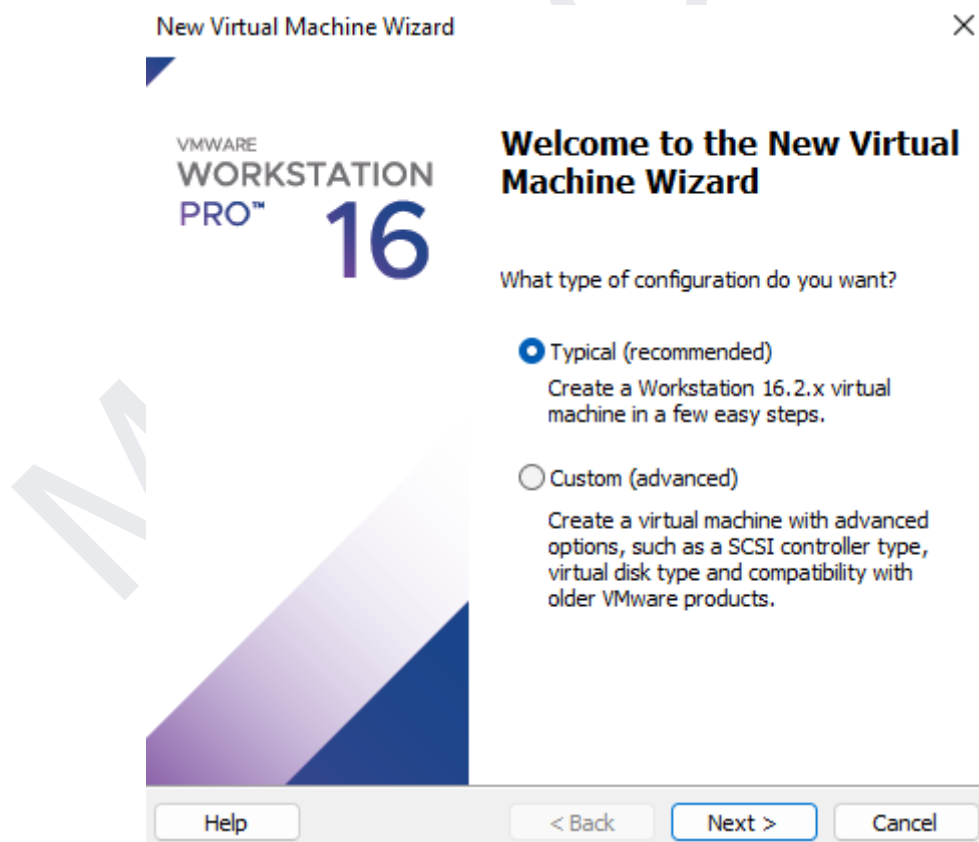 New Virtual Machine Wizard
VMWARE
WORKSTATION
PRO™ 16
Welcome to the New Virtual
Machine Wizard
What type of configuration do you want?
Typical (recommended)
Create a Workstation 16.2.x virtual
machine in a few easy steps.
Custom (advanced)
Create a virtual machine with advanced
options, such as a SCSI controller type,
virtual disk type and compatibility with
older VMware products.
Help
< Back
Next >
Cancel